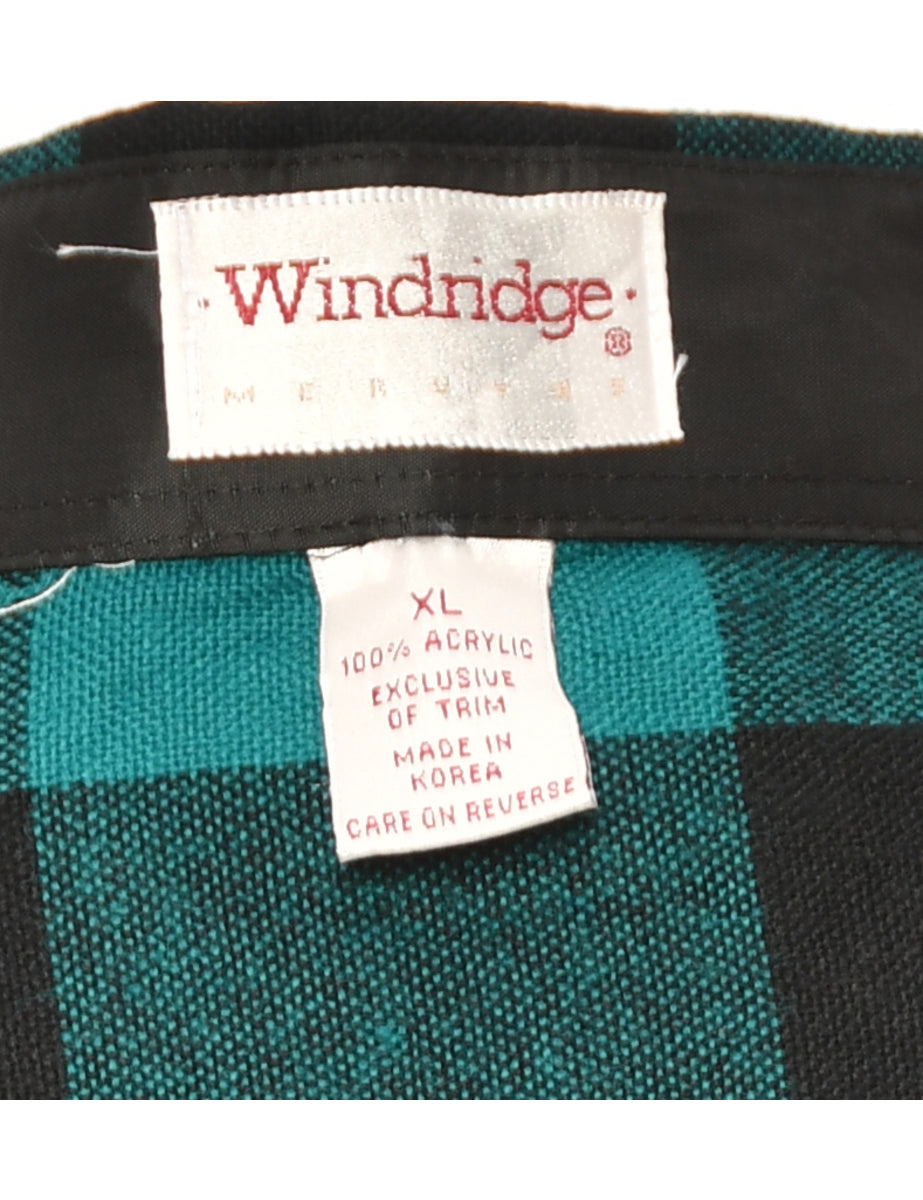 ·Windridge·
®
XL
100% ACRYLIC
EXCLUSIVE
OF TRIM
MADE IN
KOREA
CARE ON REVERSE